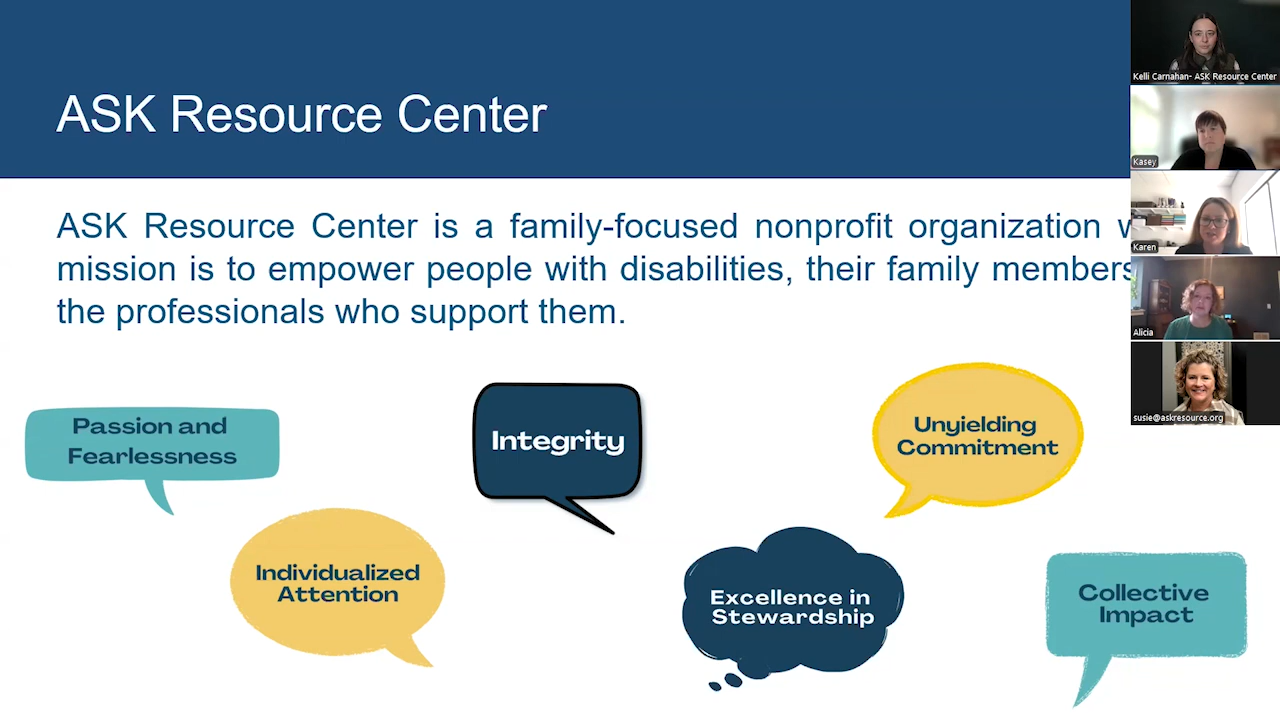 ASK Resource Center
ASK Resource Center is a family-focused nonprofit organization
mission is to empower people with disabilities, their family members
the professionals who support them.
Passion and
Fearlessness
Individualized
Attention
Integrity
Excellence in
Stewardship
Unyielding
Commitment
Collective
Impact
Kelli Carnahan- ASK Resource Center
Kasey
Karen
Alicia
susie@askresource.org